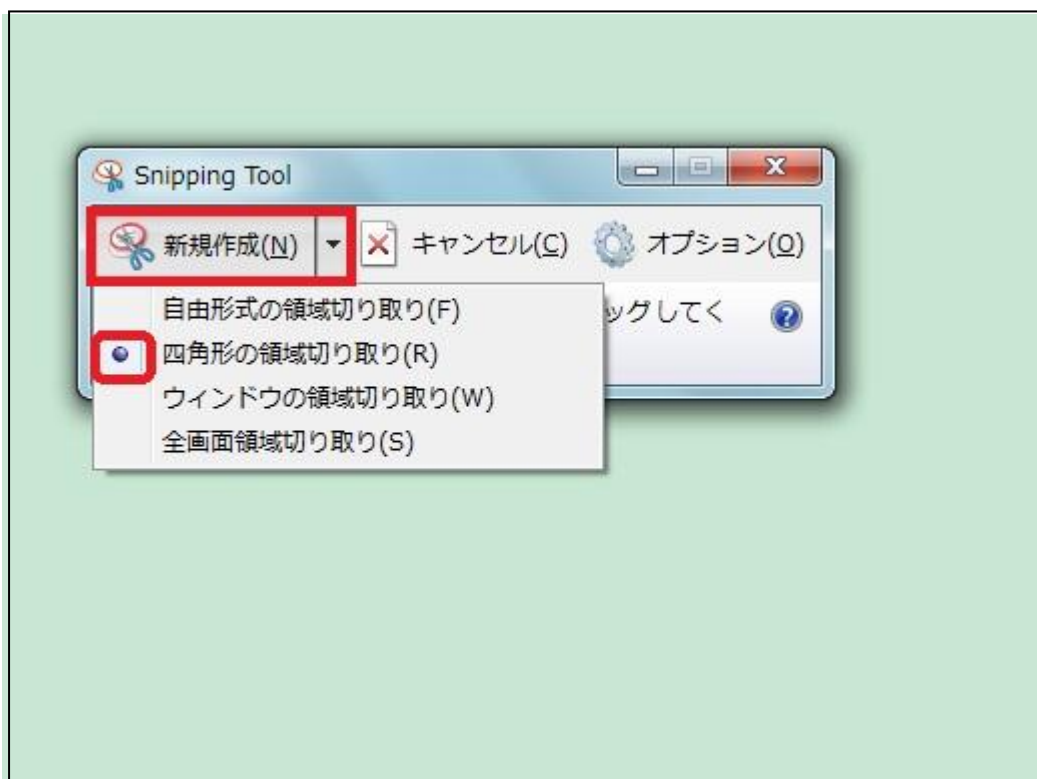 Snipping Tool
新規作成(N) キャンセル(C) オプション(O)
自由形式の領域切り取り(F)
ッグしてく
四角形の領域切り取り(R)
ウィンドウの領域切り取り(W)
全画面領域切り取り(S)